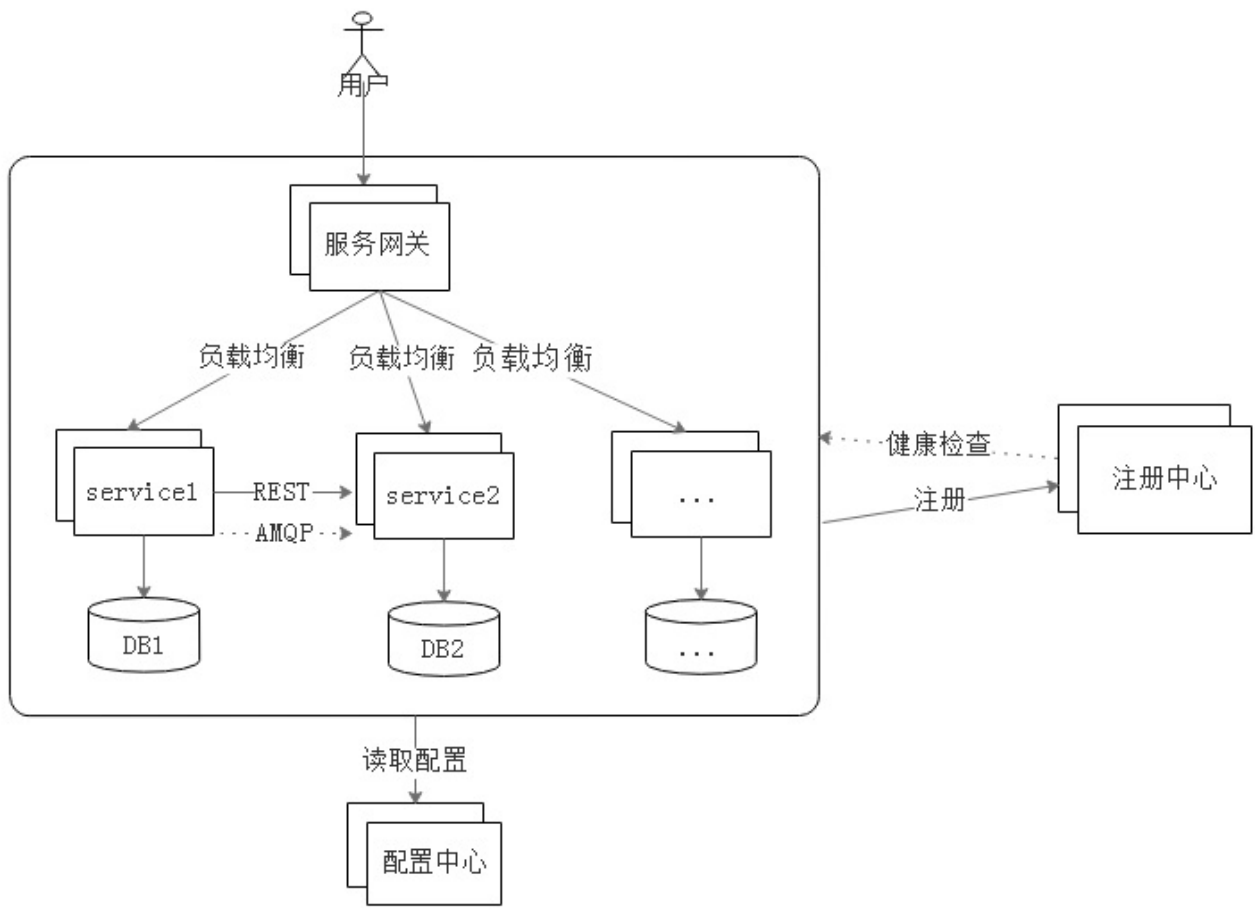 用户
服务网关
负载均衡
负载均衡
负载均衡
健康检查
注册中心
注册
service1
REST
service2
...
AMQP
DB1
DB2
...
读取配置
配置中心